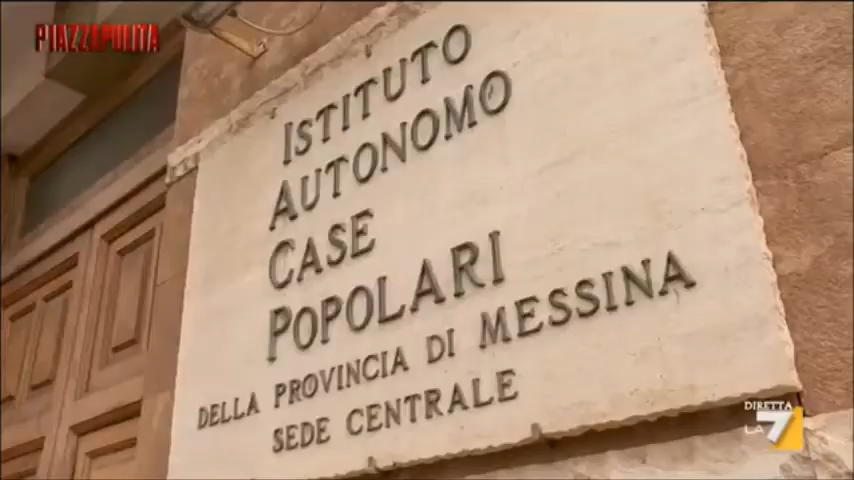 PIAZZAPULITA
ISTITUTO
AUTONOMO
CASE
POPOLARI
DELLA PROVINCIA DI MESSINA
SEDE CENTRALE
DIRETTA
LA7